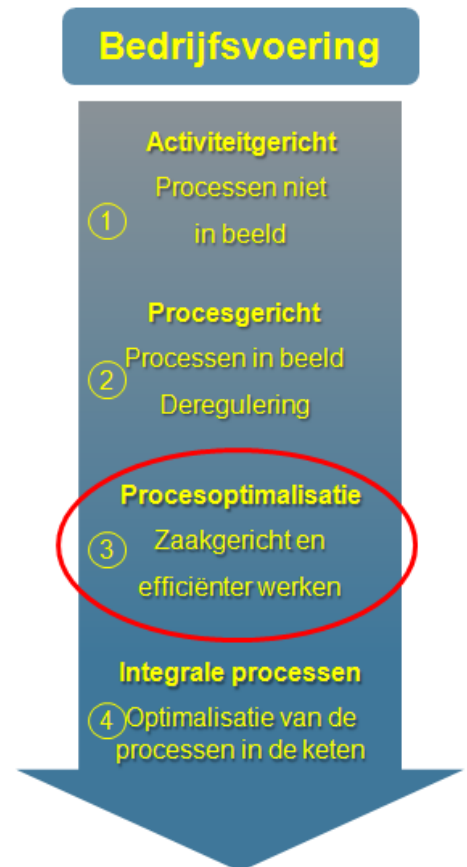 Bedrijfsvoering
Activiteitgericht
Processen niet
1
in beeld
Procesgericht
Processen in beeld
2
Deregulering
Procesoptimalisatie
Zaakgericht en
3
efficiënter werken
Integrale processen
4 Optimalisatie van de
processen in de keten